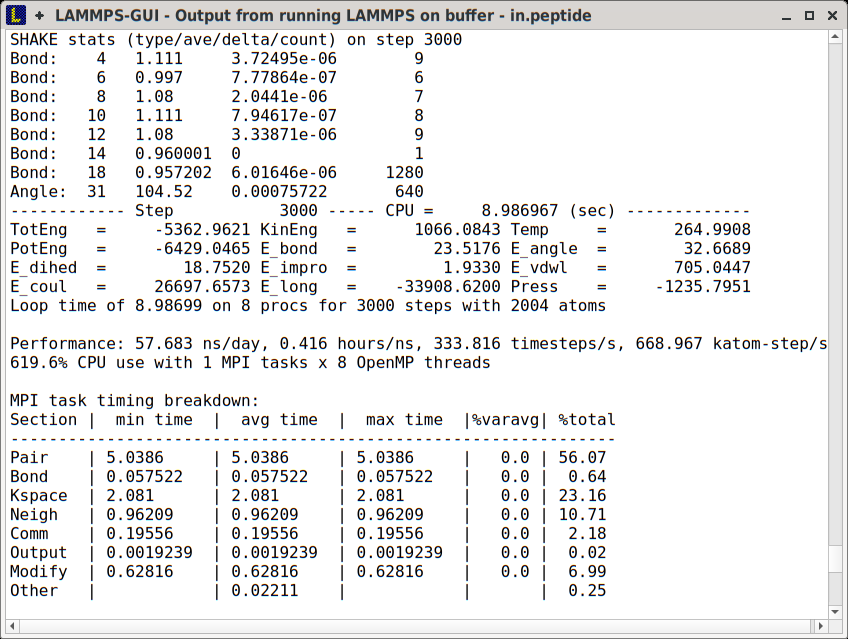 LAMMPS-GUI - Output from running LAMMPS on buffer - in.peptide
SHAKE stats (type/ave/delta/count) on step 3000
Bond:    4   1.111     3.72495e-06        9
Bond:    6   0.997     7.77864e-07        6
Bond:    8   1.08      2.0441e-06         7
Bond:   10   1.111     7.94617e-07        8
Bond:   12   1.08      3.33871e-06        9
Bond:   14   0.960001  0                  1
Bond:   18   0.957202  6.01646e-06     1280
Angle:  31   104.52    0.00075722       640
------------ Step           3000 ----- CPU =     8.986967 (sec) -------------
TotEng   =     -5362.9621 KinEng   =      1066.0843 Temp     =       264.9908
PotEng   =     -6429.0465 E_bond   =        23.5176 E_angle  =        32.6689
E_dihed  =        18.7520 E_impro  =         1.9330 E_vdwl   =       705.0447
E_coul   =     26697.6573 E_long   =    -33908.6200 Press    =     -1235.7951
Loop time of 8.98699 on 8 procs for 3000 steps with 2004 atoms
Performance: 57.683 ns/day, 0.416 hours/ns, 333.816 timesteps/s, 668.967 katom-step/s
619.6% CPU use with 1 MPI tasks x 8 OpenMP threads
MPI task timing breakdown:
Section |  min time  |  avg time  |  max time  |%varavg| %total
---------------------------------------------------------------
Pair    | 5.0386     | 5.0386     | 5.0386     |   0.0 | 56.07
Bond    | 0.057522   | 0.057522   | 0.057522   |   0.0 |  0.64
Kspace  | 2.081      | 2.081      | 2.081      |   0.0 | 23.16
Neigh   | 0.96209    | 0.96209    | 0.96209    |   0.0 | 10.71
Comm    | 0.19556    | 0.19556    | 0.19556    |   0.0 |  2.18
Output  | 0.0019239  | 0.0019239  | 0.0019239  |   0.0 |  0.02
Modify  | 0.62816    | 0.62816    | 0.62816    |   0.0 |  6.99
Other   |            | 0.02211    |            |       |  0.25